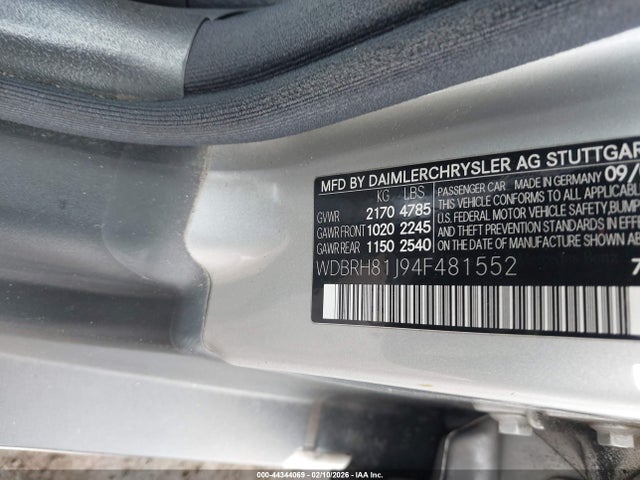 MFD BY DAIMLERCHRYSLER AG STUTTGAR
KG LBS
GVWR 2170 4785
GAWR FRONT 1020 2245
GAWR REAR 1150 2540
PASSENGER CAR MADE IN GERMANY 09/
THIS VEHICLE CONFORMS TO ALL APPLICABL
U.S. FEDERAL MOTOR VEHICLE SAFETY, BUMP
AND THEFT PREVENTION STANDARDS IN EFFE
ON THE DATE OF MANUFACTURE SHOWN A
WDBRH81J94F481552
000-44344069 - 02/10/2026 - © IAA, Inc.